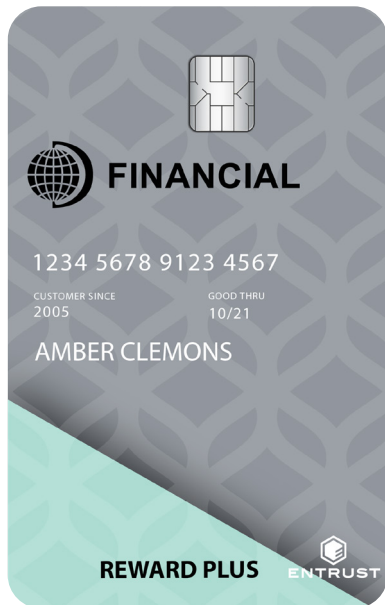 FINANCIAL
1234 5678 9123 4567
CUSTOMER SINCE GOOD THRU
2005 10/21
AMBER CLEMONS
REWARD PLUS
ENTRUST